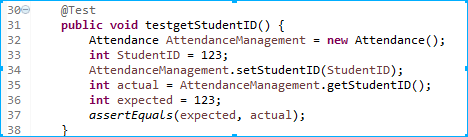 30 @Test
31 public void testgetStudentID() {
32 Attendance AttendanceManagement = new Attendance();
33 int StudentID = 123;
34 AttendanceManagement.setStudentID(StudentID);
35 int actual = AttendanceManagement.getStudentID();
36 int expected = 123;
37 assertEquals(expected, actual);
38 }